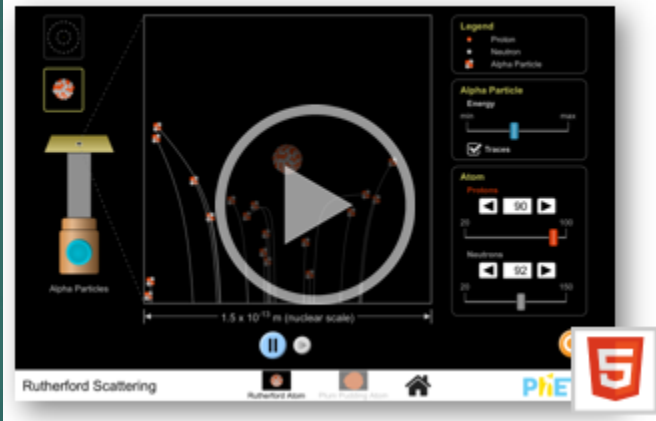 Legend
Proton
Neutron
Alpha Particle
Alpha Particle
Energy
min max
Traces
Atom
Protons
90
20 100
Neutrons
92
20 150
Alpha Particles
1.5 x 10⁻¹³ m (nuclear scale)
Rutherford Scattering
Rutherford Atom
Plum Pudding Atom
PhET
5